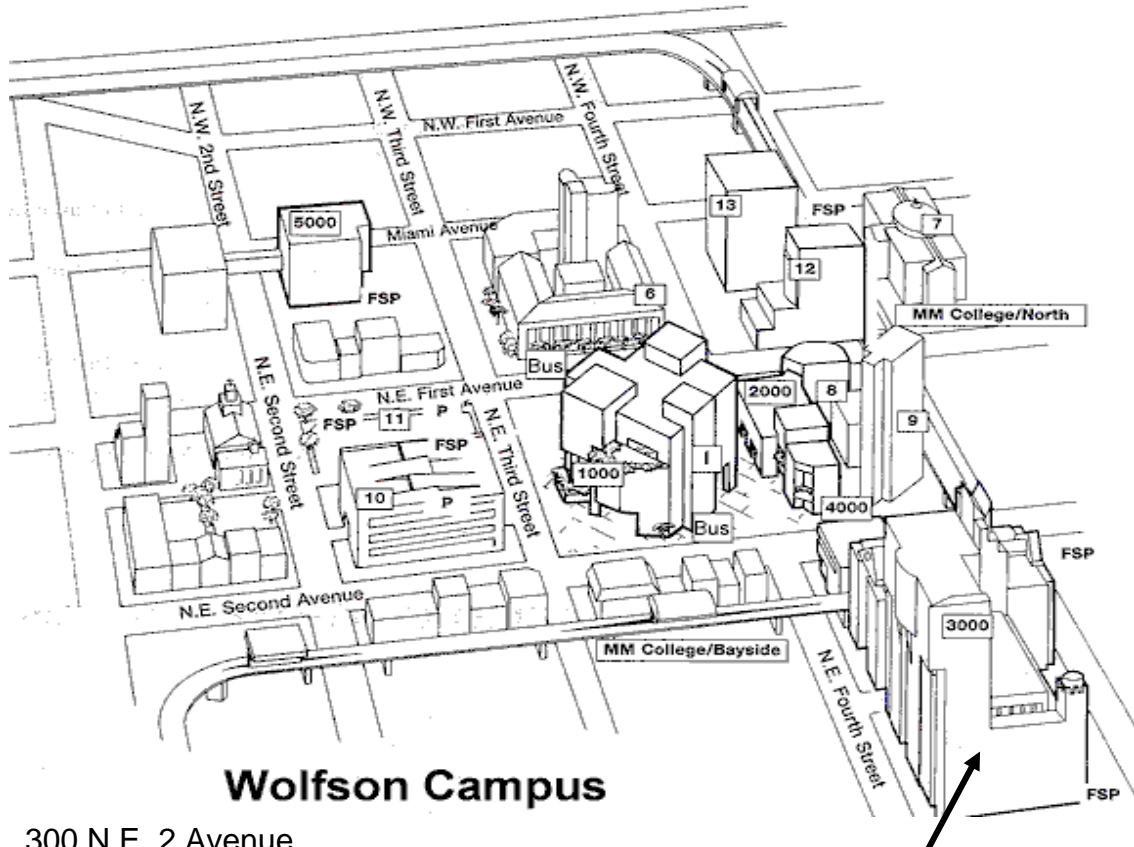 N.W. 2nd Street
N.W. Third Street
N.W. Fourth Street
N.W. First Avenue
Miami Avenue
5000
FSP
13
FSP
7
12
6
MM College/North
Bus
N.E. First Avenue
2000
8
9
N.E. Second Street
FSP
11
P
FSP
N.E. Third Street
1000
I
10
P
4000
Bus
FSP
N.E. Second Avenue
3000
MM College/Bayside
N.E. Fourth Street
FSP
Wolfson Campus
300 N.E. 2 Avenue